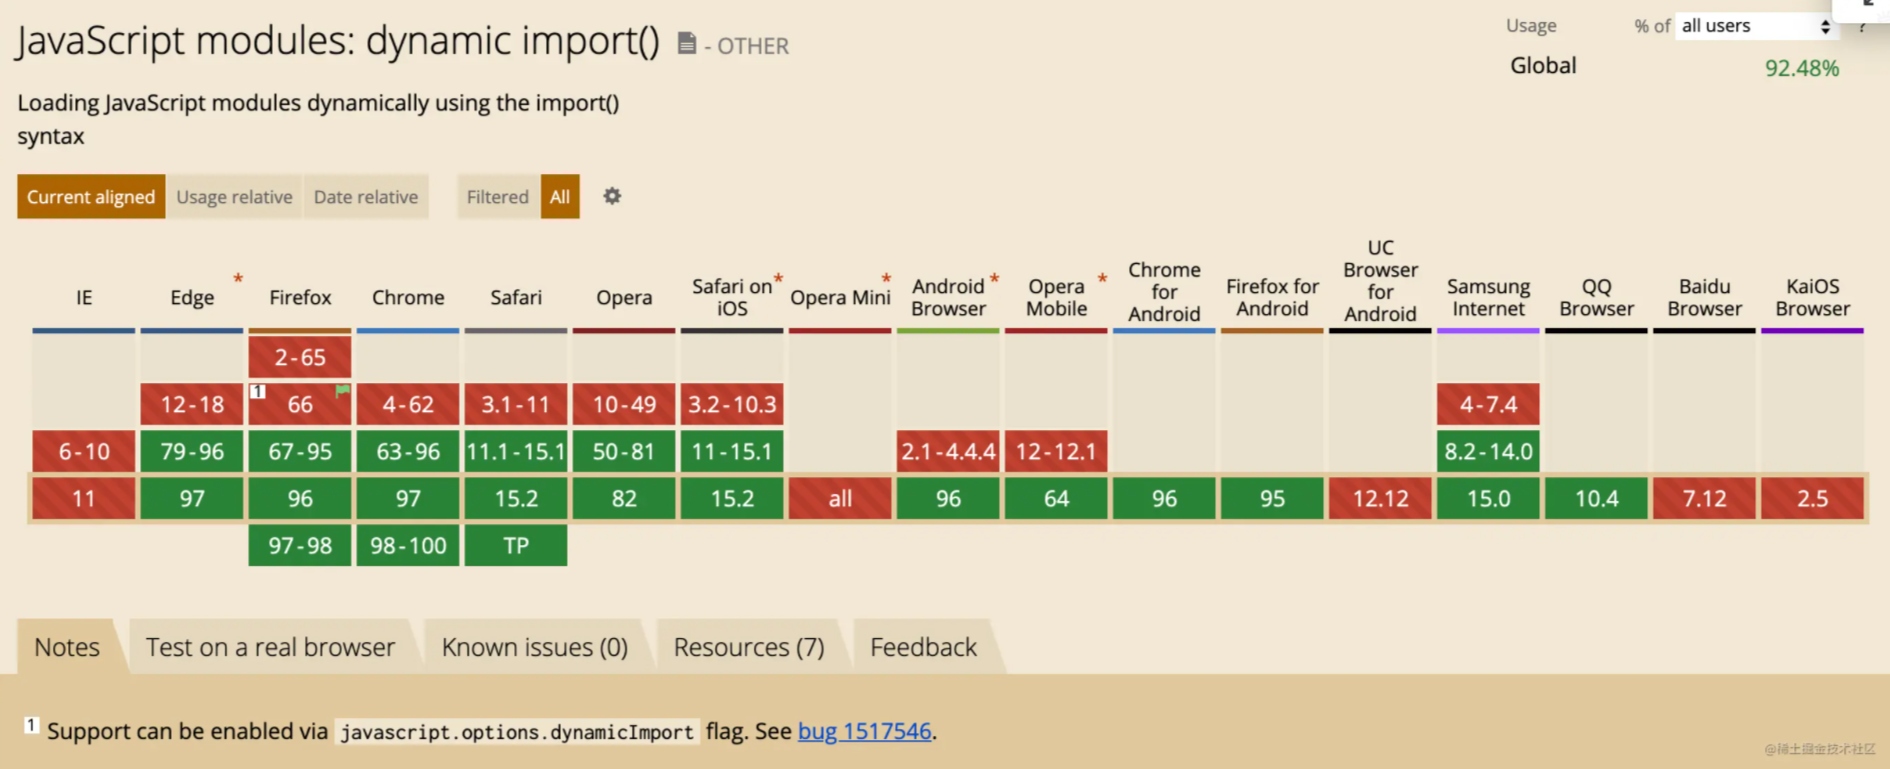 JavaScript modules: dynamic import() - OTHER
Usage % of all users ?
Global 92.48%
Loading JavaScript modules dynamically using the import()
syntax
Current aligned Usage relative Date relative Filtered All
IE
Edge *
Firefox
Chrome
Safari
Opera
Safari on *
iOS
Opera Mini *
Android *
Browser
Opera *
Mobile
Chrome
for
Android
Firefox for
Android
UC
Browser
for
Android
Samsung
Internet
QQ
Browser
Baidu
Browser
KaiOS
Browser
2-65
12-18 1 66 4-62 3.1-11 10-49 3.2-10.3 4-7.4
6-10 79-96 67-95 63-96 11.1-15.1 50-81 11-15.1 2.1-4.4.4 12-12.1 8.2-14.0
11 97 96 97 15.2 82 15.2 all 96 64 96 95 12.12 15.0 10.4 7.12 2.5
97-98 98-100 TP
Notes Test on a real browser Known issues (0) Resources (7) Feedback
1 Support can be enabled via javascript.options.dynamicImport flag. See bug 1517546.
@稀土掘金技术社区